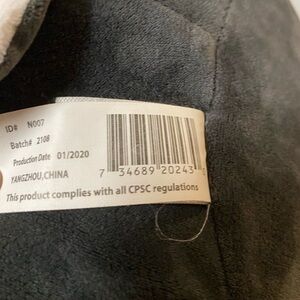 ID# N007
Batch# 2108
Production Date 01/2020
YANGZHOU,CHINA
7 34689 20243
This product complies with all CPSC regulations